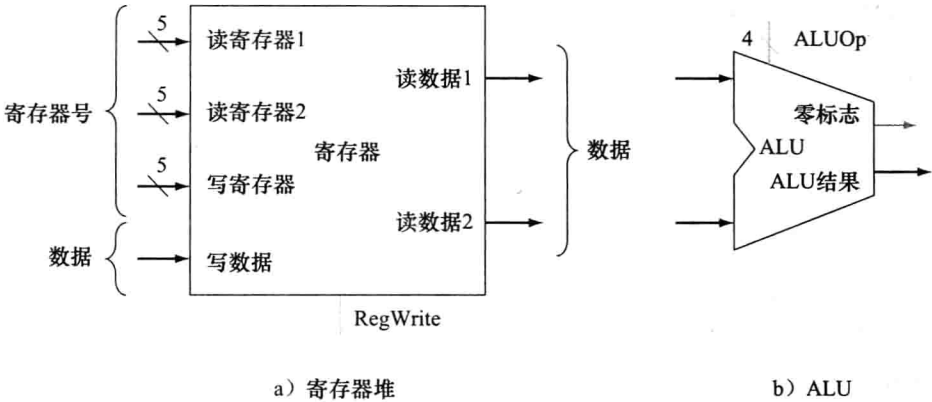 5
读寄存器1
读数据1
5
读寄存器2
寄存器号
寄存器
数据
5
写寄存器
读数据2
数据
写数据
RegWrite
a）寄存器堆
4 ALUOp
零标志
ALU
ALU结果
b）ALU